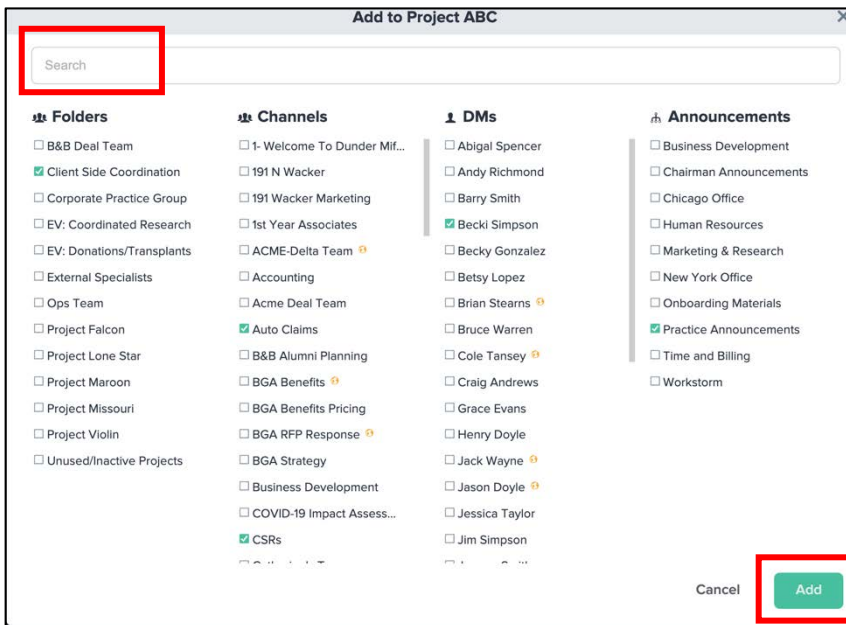 Add to Project ABC
Search
Folders
B&B Deal Team
Client Side Coordination
Corporate Practice Group
EV: Coordinated Research
EV: Donations/Transplants
External Specialists
Ops Team
Project Falcon
Project Lone Star
Project Maroon
Project Missouri
Project Violin
Unused/Inactive Projects
Channels
1- Welcome To Dunder Mif...
191 N Wacker
191 Wacker Marketing
1st Year Associates
ACME-Delta Team
Accounting
Acme Deal Team
Auto Claims
B&B Alumni Planning
BGA Benefits
BGA Benefits Pricing
BGA RFP Response
BGA Strategy
Business Development
COVID-19 Impact Assess...
CSRs
DMs
Abigal Spencer
Andy Richmond
Barry Smith
Becki Simpson
Becky Gonzalez
Betsy Lopez
Brian Stearns
Bruce Warren
Cole Tansey
Craig Andrews
Grace Evans
Henry Doyle
Jack Wayne
Jason Doyle
Jessica Taylor
Jim Simpson
Announcements
Business Development
Chairman Announcements
Chicago Office
Human Resources
Marketing & Research
New York Office
Onboarding Materials
Practice Announcements
Time and Billing
Workstorm
Cancel
Add